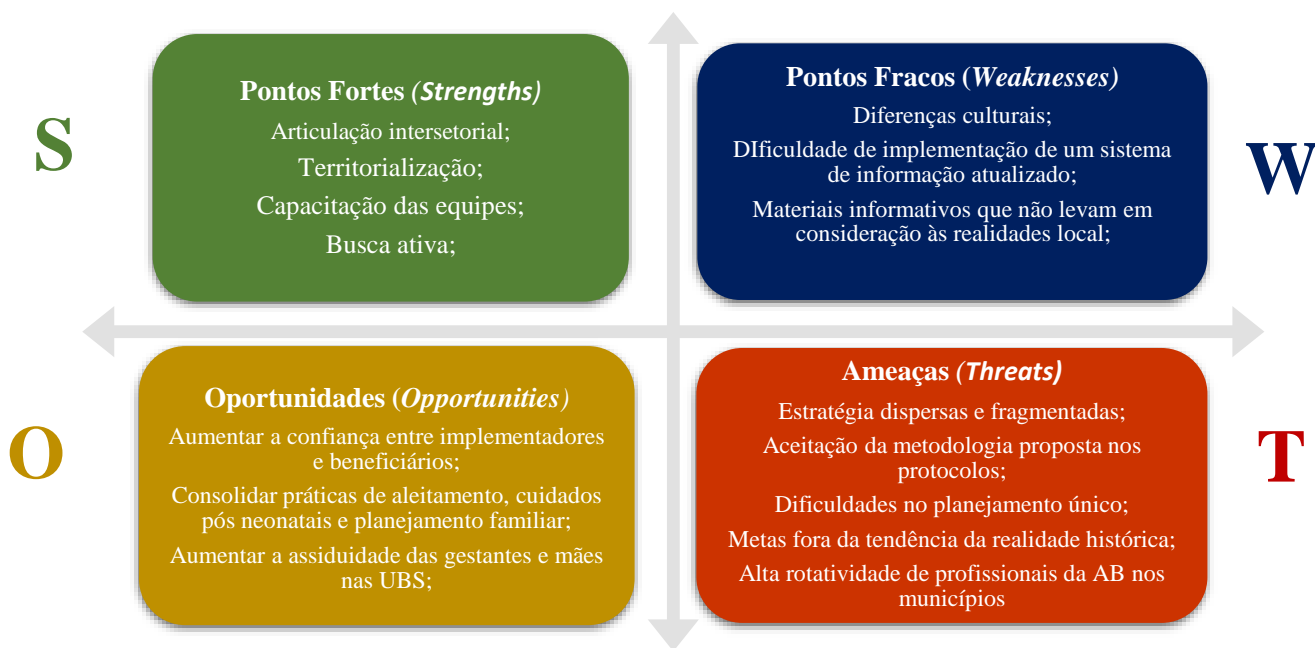 S
Pontos Fortes (Strengths)
Articulação intersetorial;
Territorialização;
Capacitação das equipes;
Busca ativa;
W
Pontos Fracos (Weaknesses)
Diferenças culturais;
DIficuldade de implementação de um sistema
de informação atualizado;
Materiais informativos que não levam em
consideração às realidades local;
O
Oportunidades (Opportunities)
Aumentar a confiança entre implementadores
e beneficiários;
Consolidar práticas de aleitamento, cuidados
pós neonatais e planejamento familiar;
Aumentar a assiduidade das gestantes e mães
nas UBS;
T
Ameaças (Threats)
Estratégia dispersas e fragmentadas;
Aceitação da metodologia proposta nos
protocolos;
Dificuldades no planejamento único;
Metas fora da tendência da realidade histórica;
Alta rotatividade de profissionais da AB nos
municípios